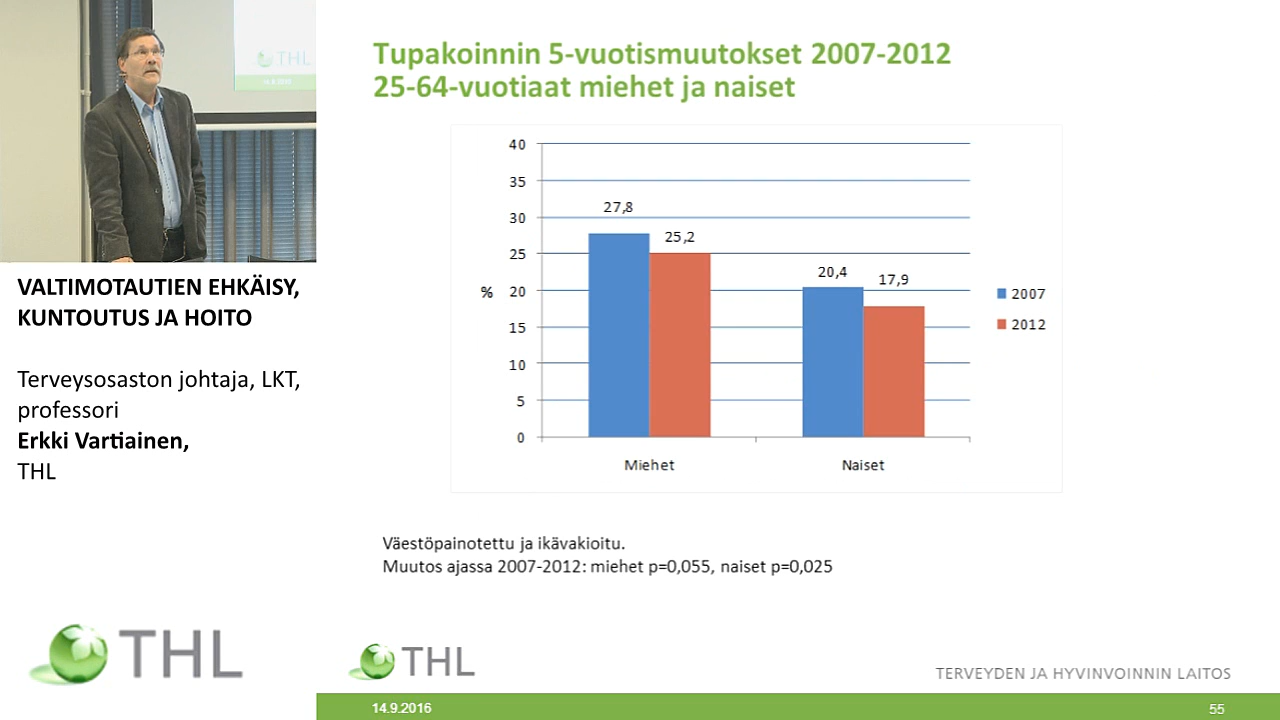 THL
VALTIMOTAUTIEN EHKÄISY,
KUNTOUTUS JA HOITO
Terveysosaston johtaja, LKT,
professori
Erkki Vartiainen,
THL
THL
Tupakoinnin 5-vuotismuutokset 2007-2012
25-64-vuotiaat miehet ja naiset
40
35
30
25
20
15
10
5
0
%
27,8
25,2
20,4
17,9
Miehet
Naiset
2007
2012
Väestöpainotettu ja ikävakioitu.
Muutos ajassa 2007-2012: miehet p=0,055, naiset p=0,025
THL
TERVEYDEN JA HYVINVOINNIN LAITOS
14.9.2016
55